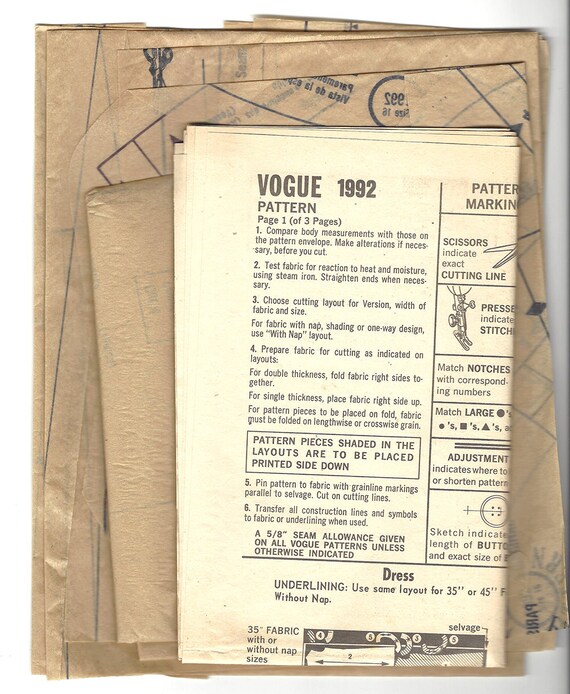 VOGUE 1992
PATTERN
Page 1 (of 3 Pages)
1. Compare body measurements with those on
the pattern envelope. Make alterations if neces-
sary, before you cut.
2. Test fabric for reaction to heat and moisture,
using steam iron. Straighten ends when neces-
sary.
3. Choose cutting layout for Version, width of
fabric and size.
For fabric with nap, shading or one-way design,
use "With Nap" layout.
4. Prepare fabric for cutting as indicated on
layouts:
For double thickness, fold fabric right sides to-
gether.
For single thickness, place fabric right side up.
For pattern pieces to be placed on fold, fabric
must be folded on lengthwise or crosswise grain.
PATTERN PIECES SHADED IN THE
LAYOUTS ARE TO BE PLACED
PRINTED SIDE DOWN
5. Pin pattern to fabric with grainline markings
parallel to selvage. Cut on cutting lines.
6. Transfer all construction lines and symbols
to fabric or underlining when used.
A 5/8" SEAM ALLOWANCE GIVEN
ON ALL VOGUE PATTERNS UNLESS
OTHERWISE INDICATED
PATTER
MARKIN
SCISSORS
indicate
exact
CUTTING LINE
PRESSE
indicate
STITCH
Match NOTCHES
with correspond-
ing numbers
Match LARGE ●'s
●'s, ■'s, ▲'s, a
ADJUSTMENT
indicates where to
or shorten pattern
Sketch indicate
length of BUTTO
and exact size of
Dress
UNDERLINING: Use same layout for 35" or 45" F
Without Nap.
35" FABRIC
with or
without nap
sizes
selvage
4
6
3
5
2
992
Size 16
Vista de la
PARIS